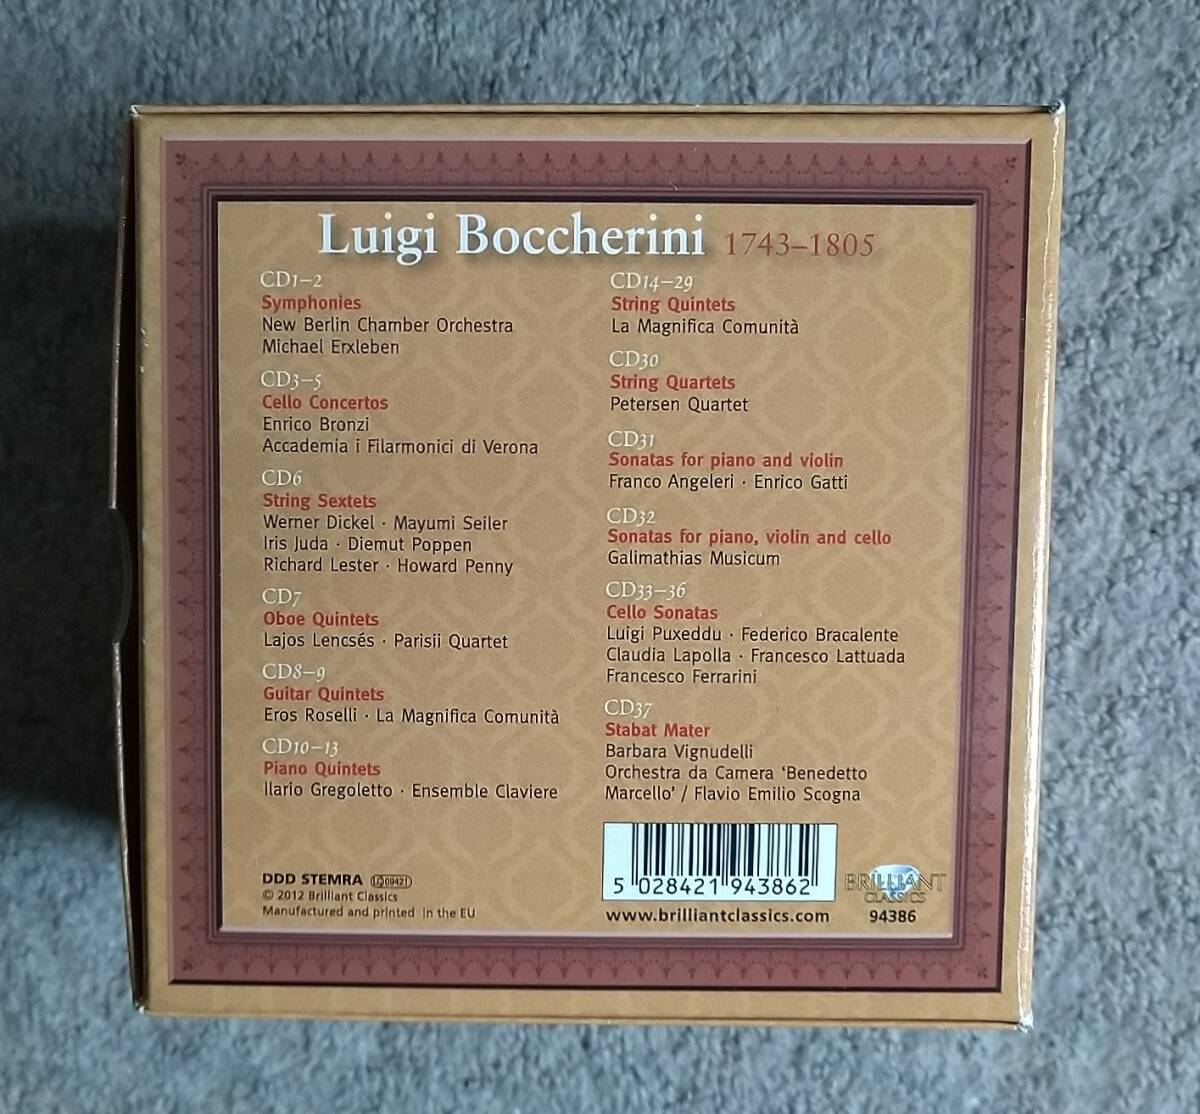 Luigi Boccherini 1743–1805
CD1–2
Symphonies
New Berlin Chamber Orchestra
Michael Erxleben
CD3–5
Cello Concertos
Enrico Bronzi
Accademia i Filarmonici di Verona
CD6
String Sextets
Werner Dickel · Mayumi Seiler
Iris Juda · Diemut Poppen
Richard Lester · Howard Penny
CD7
Oboe Quintets
Lajos Lencsés · Parisii Quartet
CD8–9
Guitar Quintets
Eros Roselli · La Magnifica Comunità
CD10–13
Piano Quintets
Ilario Gregoletto · Ensemble Claviere
CD14–29
String Quintets
La Magnifica Comunità
CD30
String Quartets
Petersen Quartet
CD31
Sonatas for piano and violin
Franco Angeleri · Enrico Gatti
CD32
Sonatas for piano, violin and cello
Galimathias Musicum
CD33–36
Cello Sonatas
Luigi Puxeddu · Federico Bracalente
Claudia Lapolla · Francesco Lattuada
Francesco Ferrarini
CD37
Stabat Mater
Barbara Vignudelli
Orchestra da Camera ‘Benedetto
Marcello’ / Flavio Emilio Scogna
DDD STEMRA
© 2012 Brilliant Classics
Manufactured and printed in the EU
5 028421 943862
www.brilliantclassics.com
BRILLIANT
CLASSICS
94386